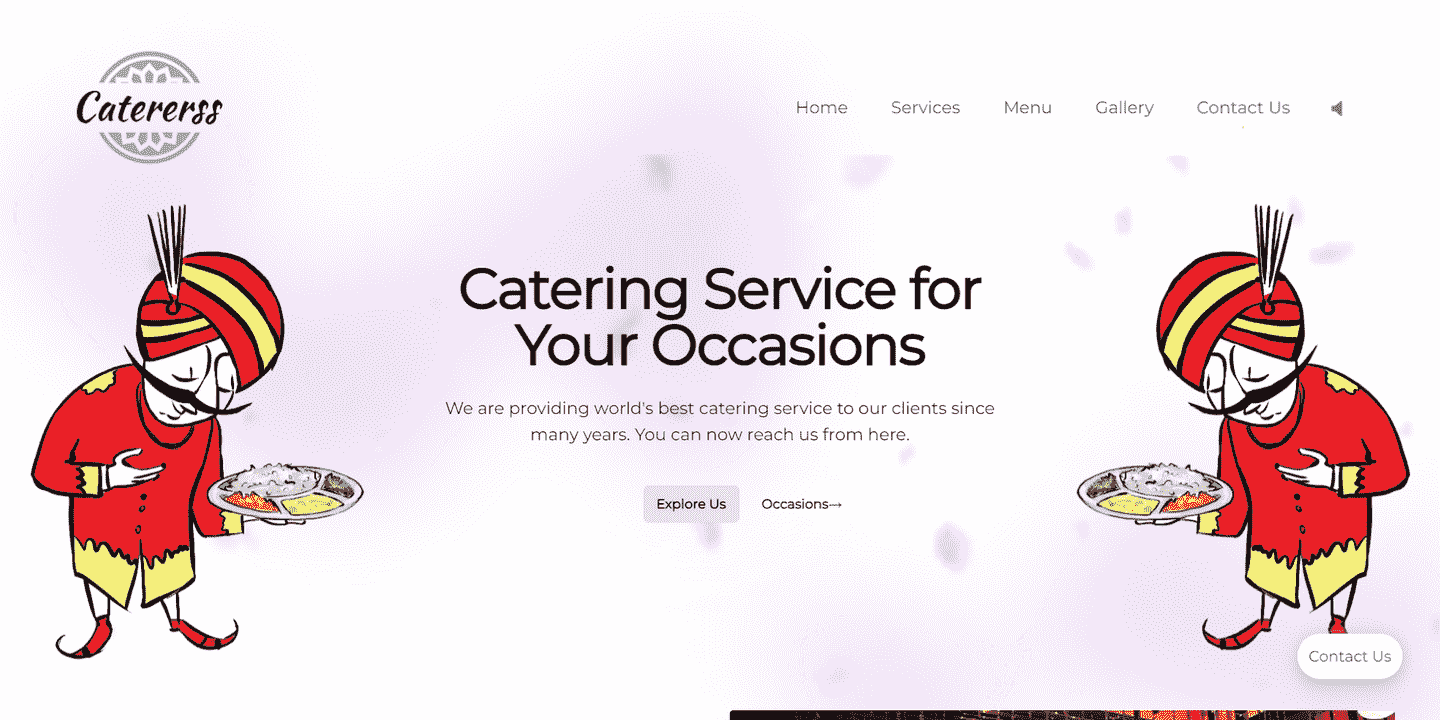 Catererss
Home
Services
Menu
Gallery
Contact Us
Catering Service for
Your Occasions
We are providing world's best catering service to our clients since
many years. You can now reach us from here.
Explore Us
Occasions→
Contact Us